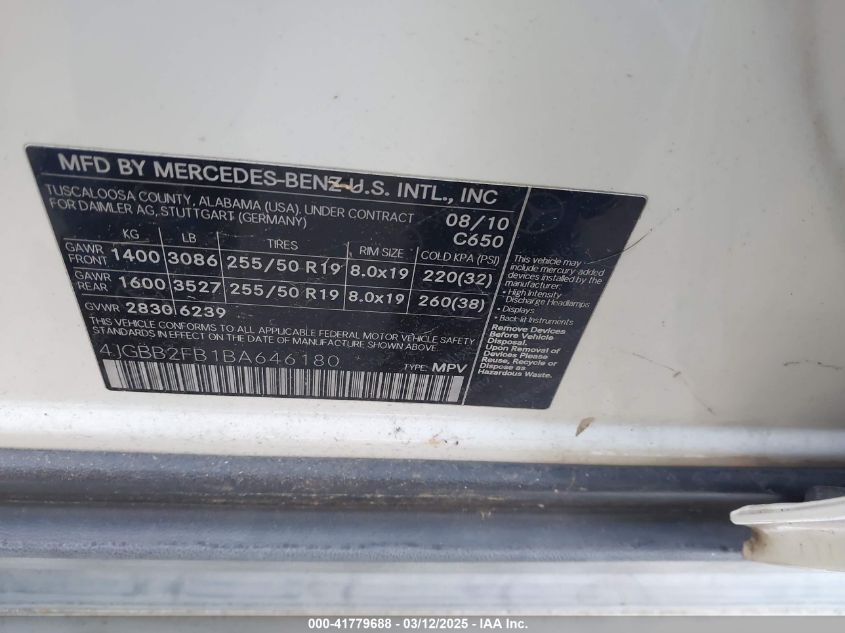 MFD BY MERCEDES-BENZ U.S. INTL., INC
TUSCALOOSA COUNTY, ALABAMA (USA). UNDER CONTRACT
FOR DAIMLER AG, STUTTGART (GERMANY)
08/10
C650
KG LB TIRES RIM SIZE COLD KPA (PSI)
GAWR FRONT 1400 3086 255/50 R19 8.0x19 220(32)
GAWR REAR 1600 3527 255/50 R19 8.0x19 260(38)
GVWR 2830 6239
THIS VEHICLE CONFORMS TO ALL APPLICABLE FEDERAL MOTOR VEHICLE SAFETY
STANDARDS IN EFFECT ON THE DATE OF MANUFACTURE SHOWN ABOVE.
4JGBB2FB1BA646180
TYPE: MPV
This vehicle may
include mercury added
devices installed by the
manufacturer:
• High Intensity
Discharge Headlamps
• Displays
• Back-lit Instruments
Remove Devices
Before Vehicle
Disposal.
Upon Removal of
Devices Please
Reuse, Recycle or
Dispose as
Hazardous Waste.
000-41779688 - 03/12/2025 - IAA Inc.